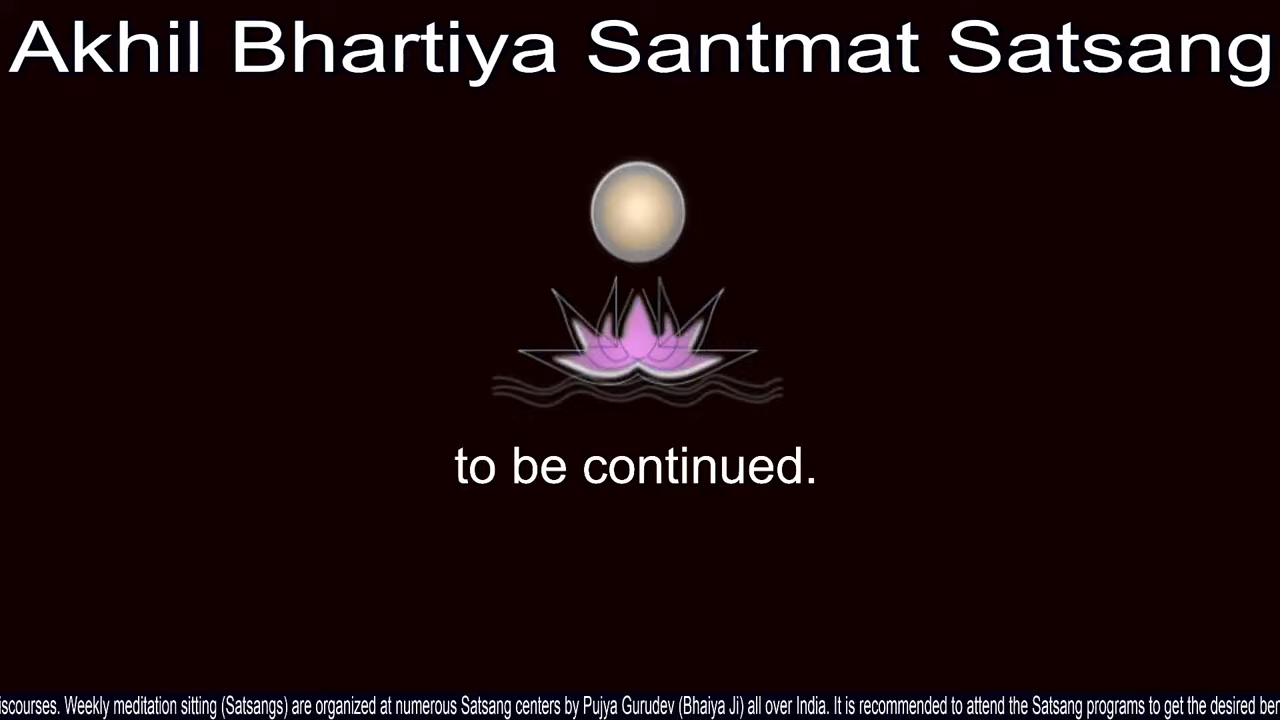 Akhil Bhartiya Santmat Satsang
to be continued.
iscourses. Weekly meditation sitting (Satsangs) are organized at numerous Satsang centers by Pujya Gurudev (Bhaiya Ji) all over India. It is recommended to attend the Satsang programs to get the desired ber